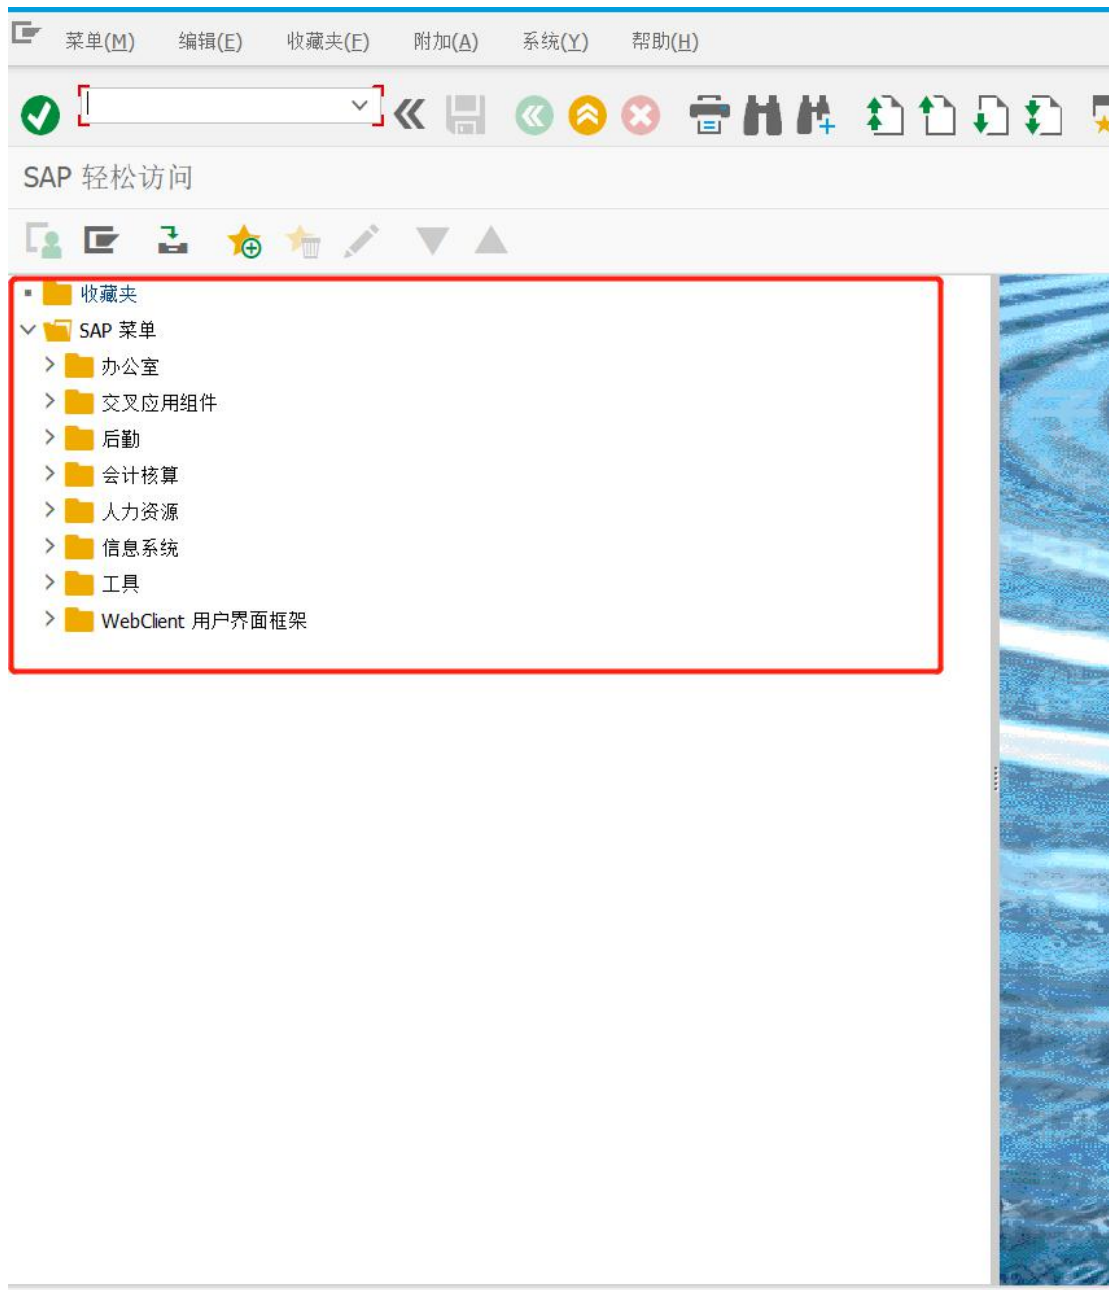 菜单(M) 编辑(E) 收藏夹(F) 附加(A) 系统(Y) 帮助(H)
SAP 轻松访问
收藏夹
SAP 菜单
办公室
交叉应用组件
后勤
会计核算
人力资源
信息系统
工具
WebClient 用户界面框架